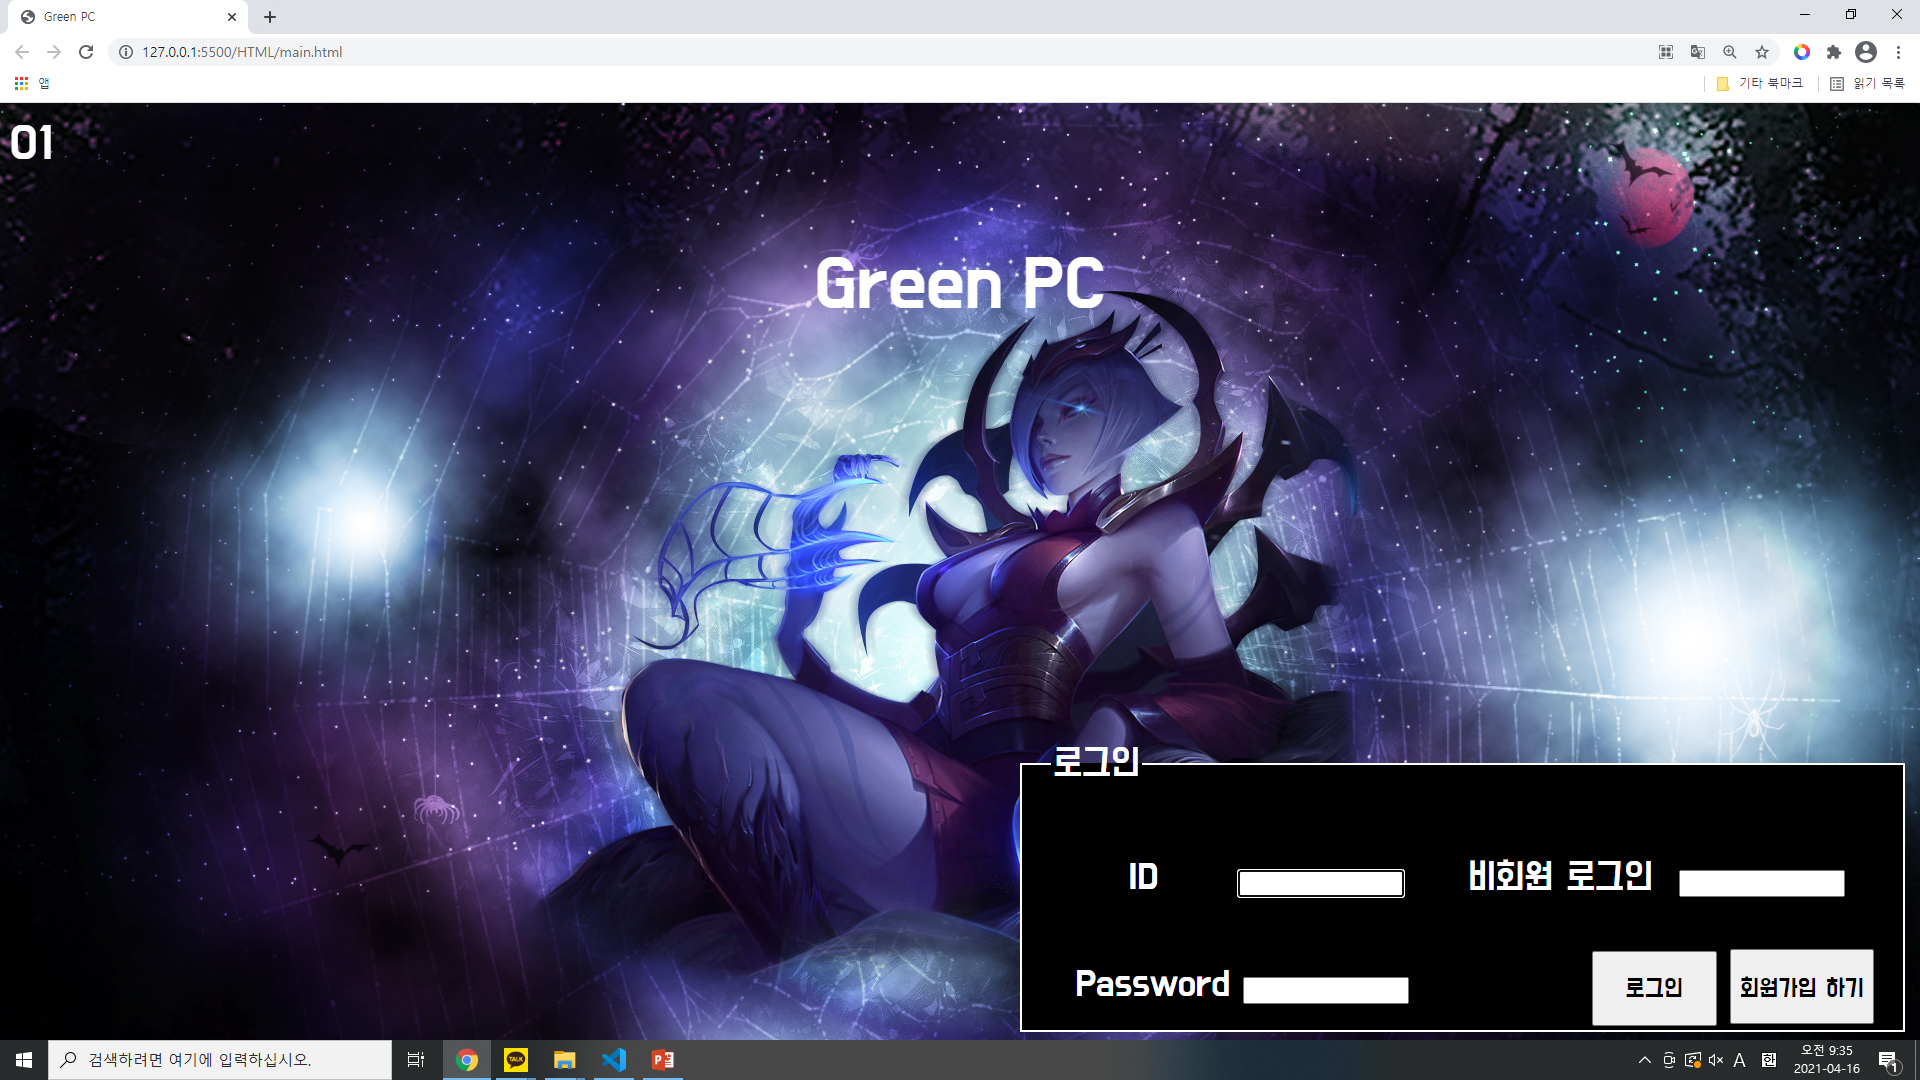 Green PC
127.0.0.1:5500/HTML/main.html
앱
기타 북마크
읽기 목록
01
Green PC
로그인
ID
비회원 로그인
Password
로그인
회원가입 하기
검색하려면 여기에 입력하십시오.
TALK
A
한
오전 9:35
2021-04-16
1